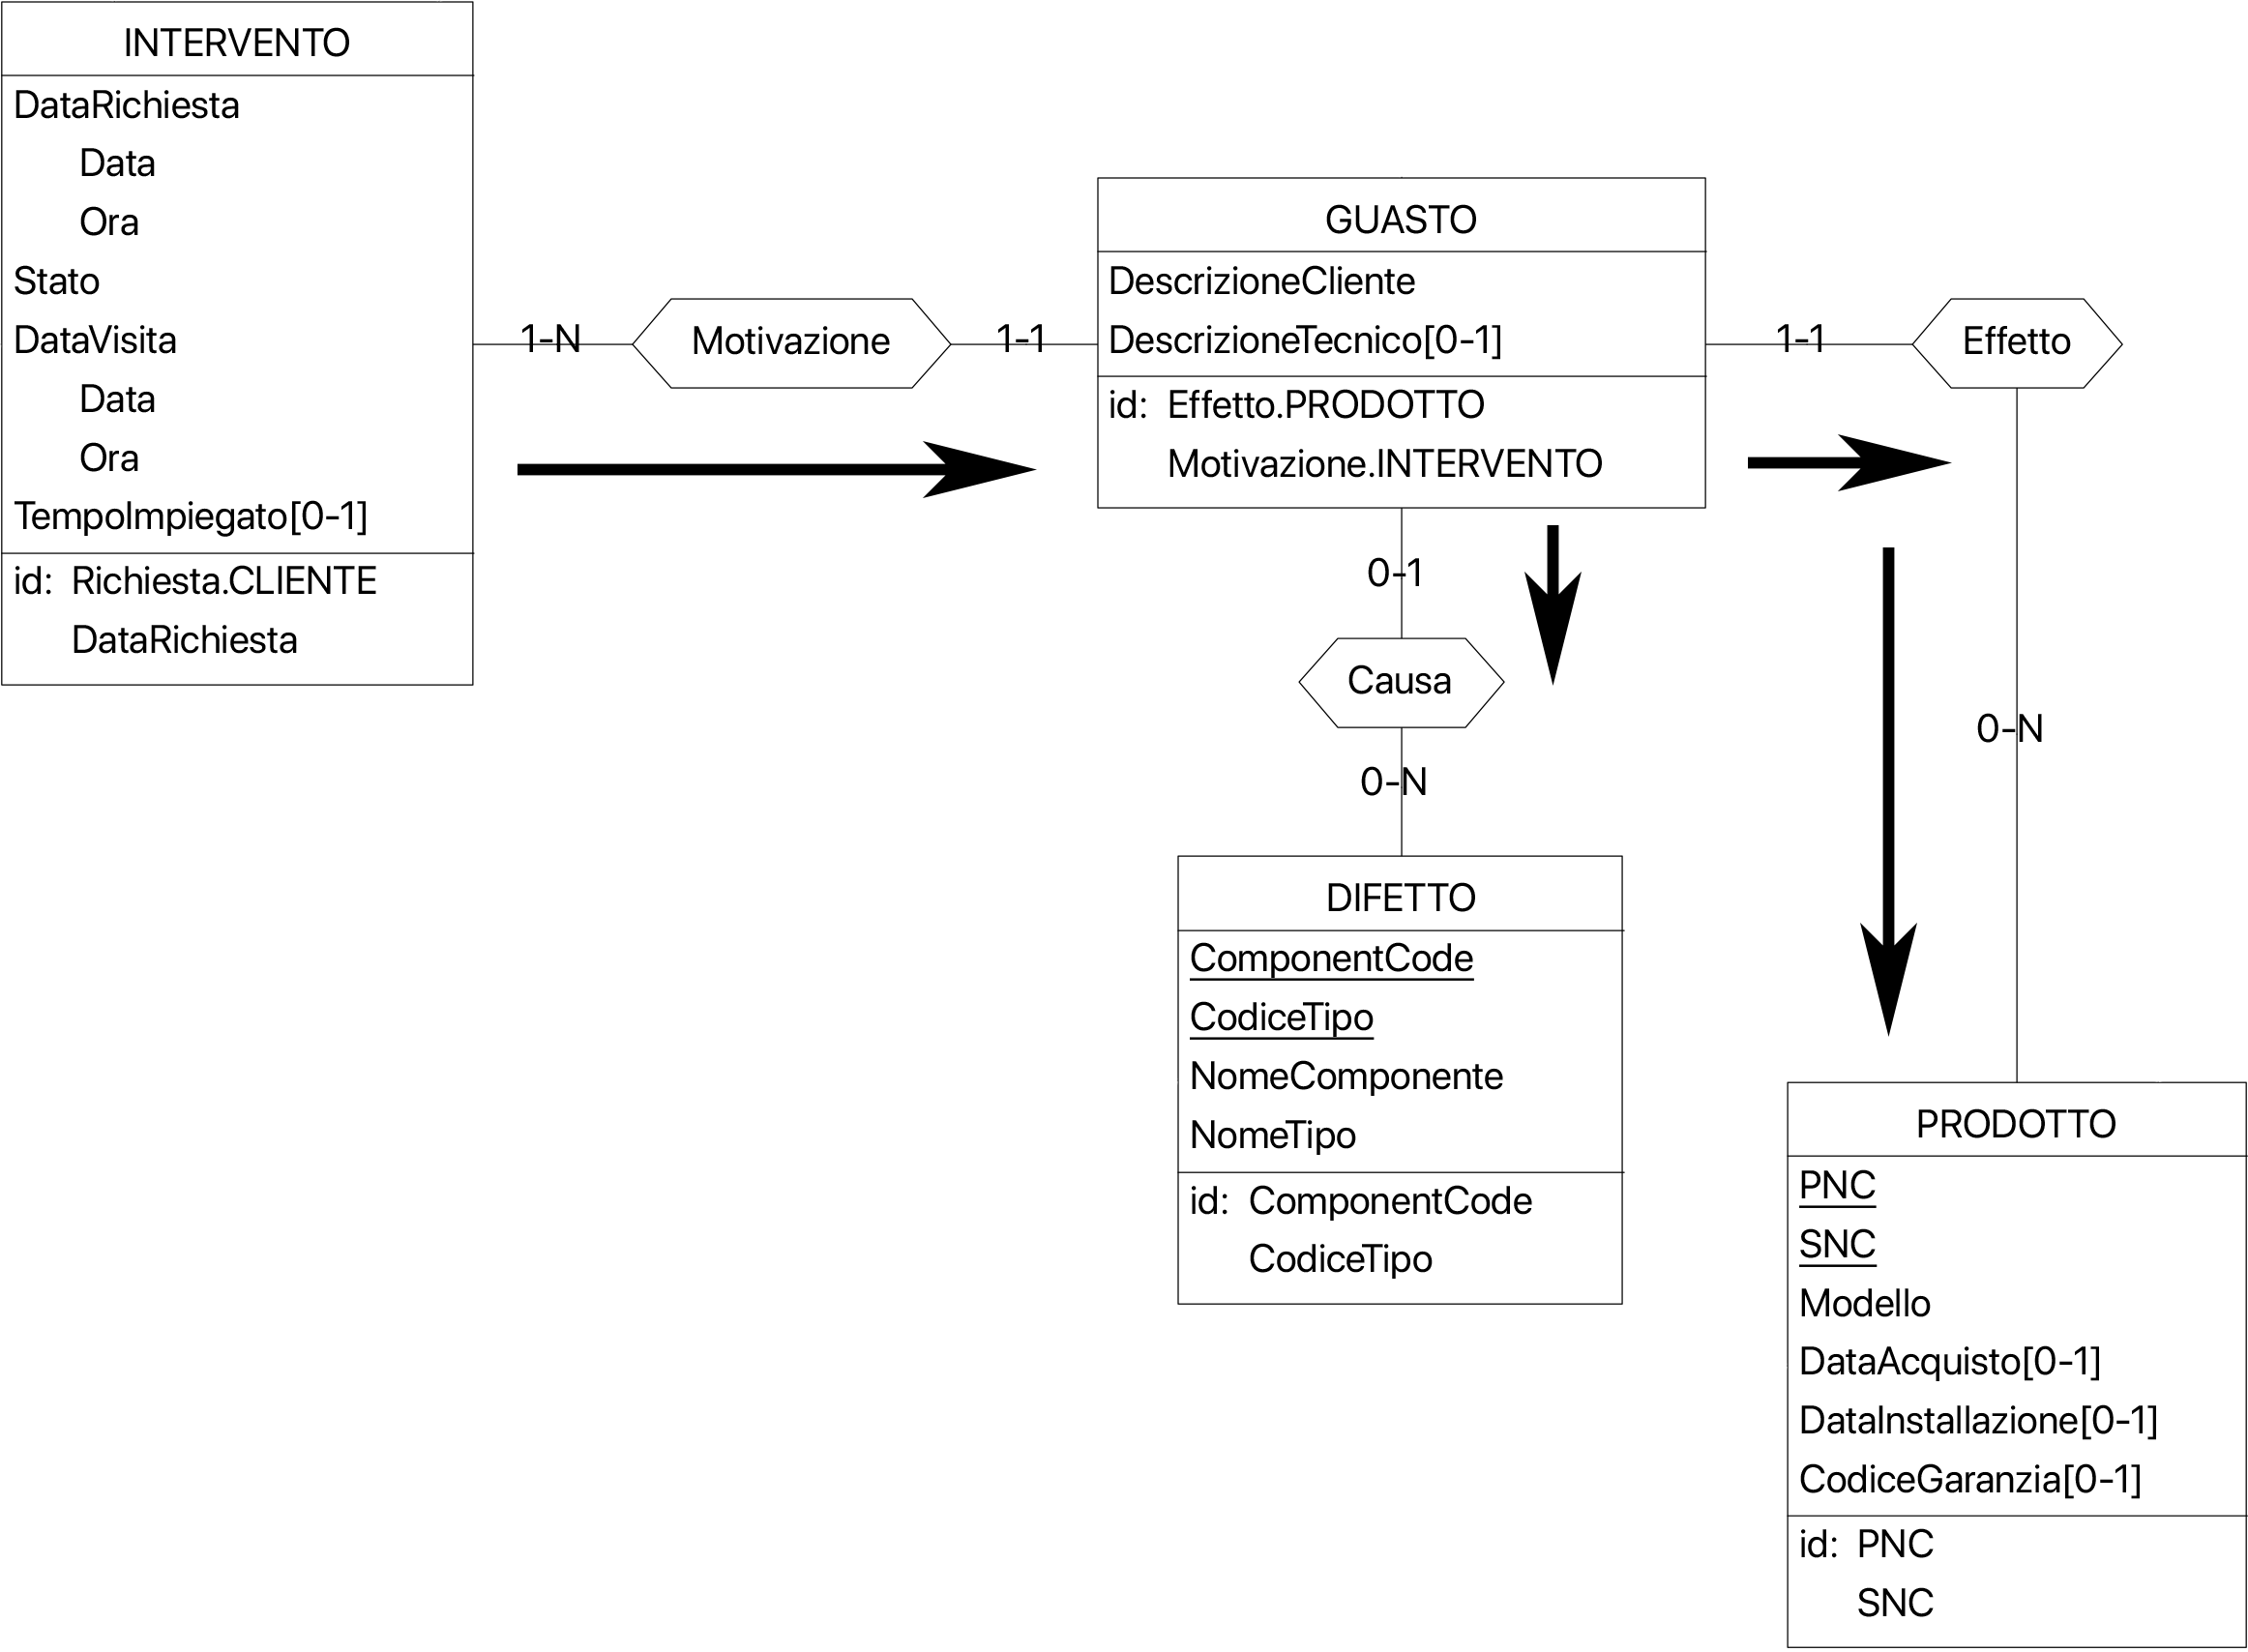 INTERVENTO
DataRichiesta
Data
Ora
Stato
DataVisita
Data
Ora
TempoImpiegato[0-1]
id: Richiesta.CLIENTE
DataRichiesta
1-N
Motivazione
1-1
GUASTO
DescrizioneCliente
DescrizioneTecnico[0-1]
id: Effetto.PRODOTTO
Motivazione.INTERVENTO
1-1
Effetto
0-1
Causa
0-N
0-N
DIFETTO
ComponentCode
CodiceTipo
NomeComponente
NomeTipo
id: ComponentCode
CodiceTipo
PRODOTTO
PNC
SNC
Modello
DataAcquisto[0-1]
DataInstallazione[0-1]
CodiceGaranzia[0-1]
id: PNC
SNC